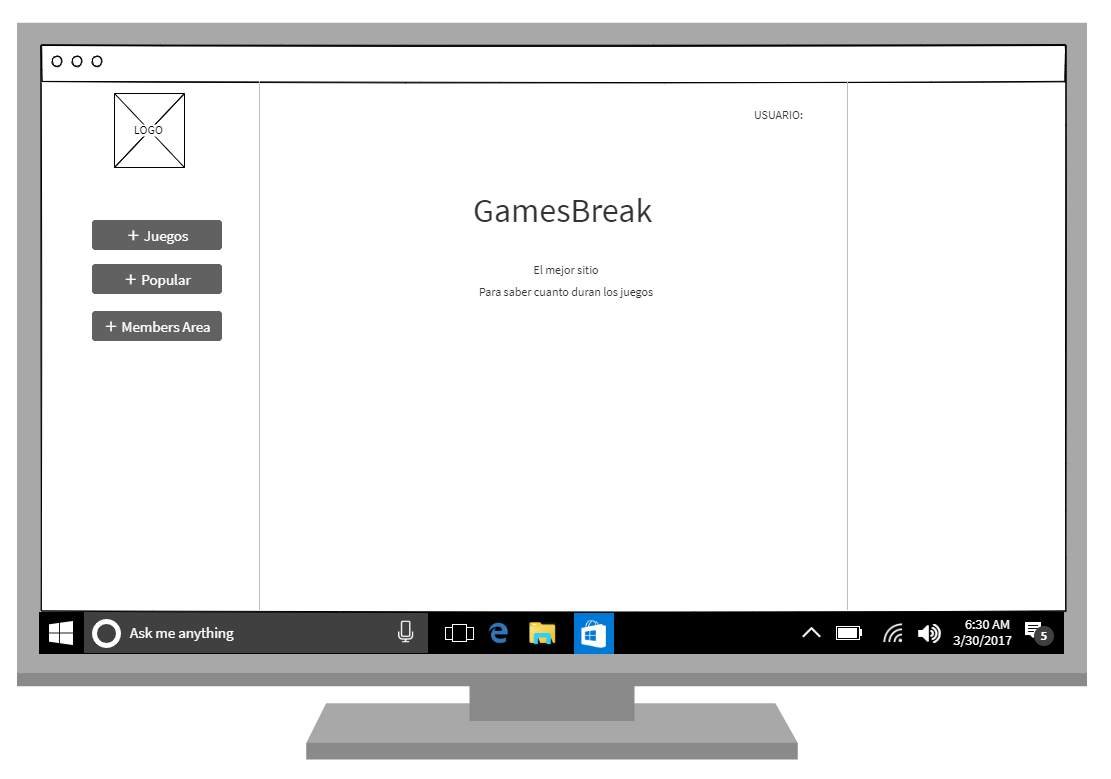 LOGO
USUARIO:
+ Juegos
+ Popular
+ Members Area
GamesBreak
El mejor sitio
Para saber cuanto duran los juegos
Ask me anything
6:30 AM
3/30/2017
5